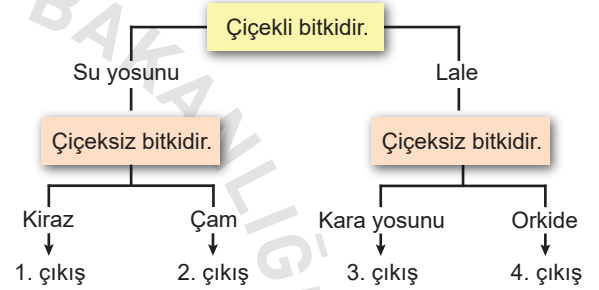 Çiçekli bitkidir.
Su yosunu
Lale
Çiçeksiz bitkidir.
Çiçeksiz bitkidir.
Kiraz
Çam
Kara yosunu
Orkide
1. çıkış
2. çıkış
3. çıkış
4. çıkış
BAKANLIĞ